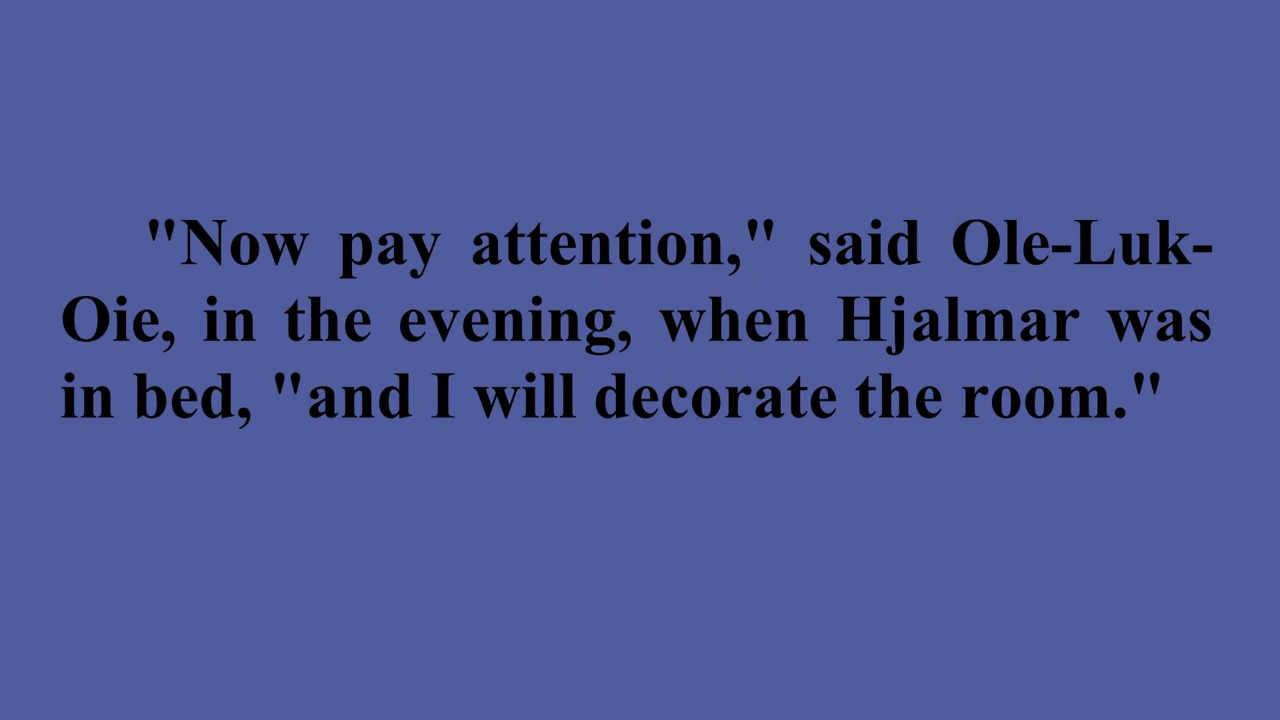 "Now pay attention," said Ole-Luk-
Oie, in the evening, when Hjalmar was
in bed, "and I will decorate the room."